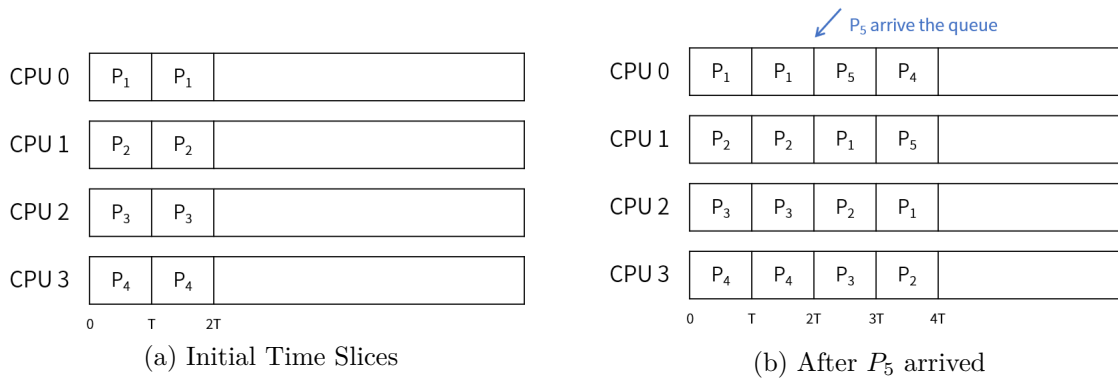 CPU 0 P₁ P₁
CPU 1 P₂ P₂
CPU 2 P₃ P₃
CPU 3 P₄ P₄
0 T 2T
(a) Initial Time Slices
P₅ arrive the queue
CPU 0 P₁ P₁ P₅ P₄
CPU 1 P₂ P₂ P₁ P₅
CPU 2 P₃ P₃ P₂ P₁
CPU 3 P₄ P₄ P₃ P₂
0 T 2T 3T 4T
(b) After P₅ arrived